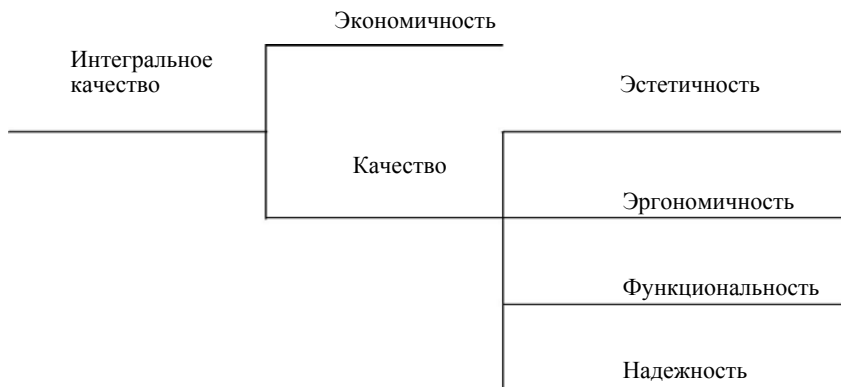 Экономичность
Интегральное
качество
Эстетичность
Качество
Эргономичность
Функциональность
Надежность